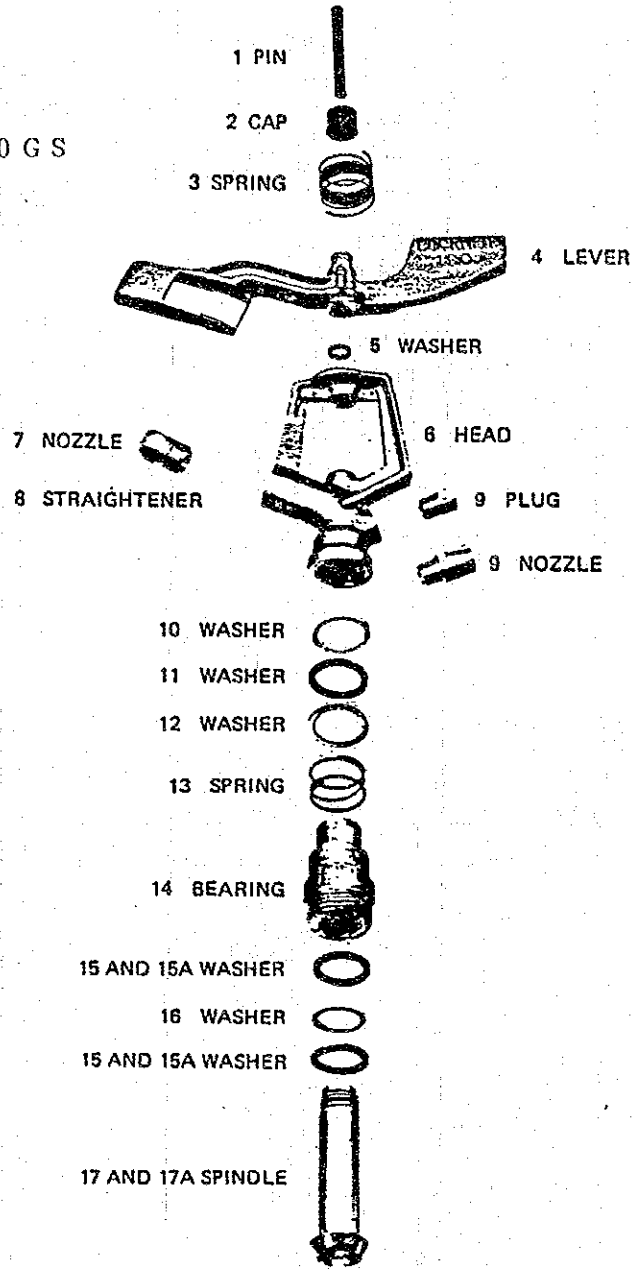 1 PIN
2 CAP
0 G S
3 SPRING
4 LEVER
5 WASHER
7 NOZZLE
6 HEAD
8 STRAIGHTENER
9 PLUG
9 NOZZLE
10 WASHER
11 WASHER
12 WASHER
13 SPRING
14 BEARING
15 AND 15A WASHER
16 WASHER
15 AND 15A WASHER
17 AND 17A SPINDLE